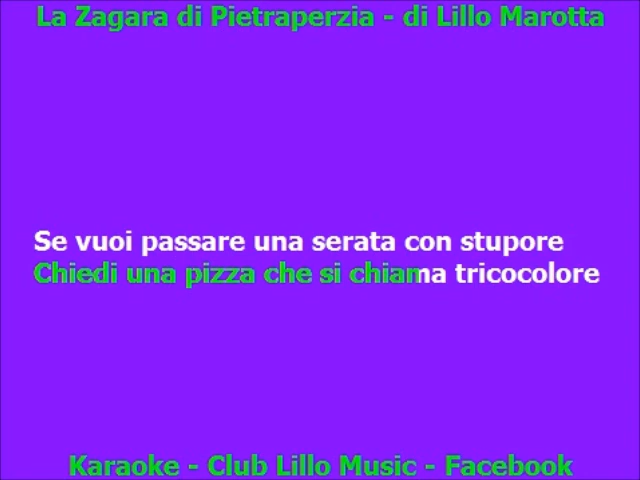 La Zagara di Pietraperzia - di Lillo Marotta
Se vuoi passare una serata con stupore
Chiedi una pizza che si chiama tricocolore
Karaoke - Club Lillo Music - Facebook